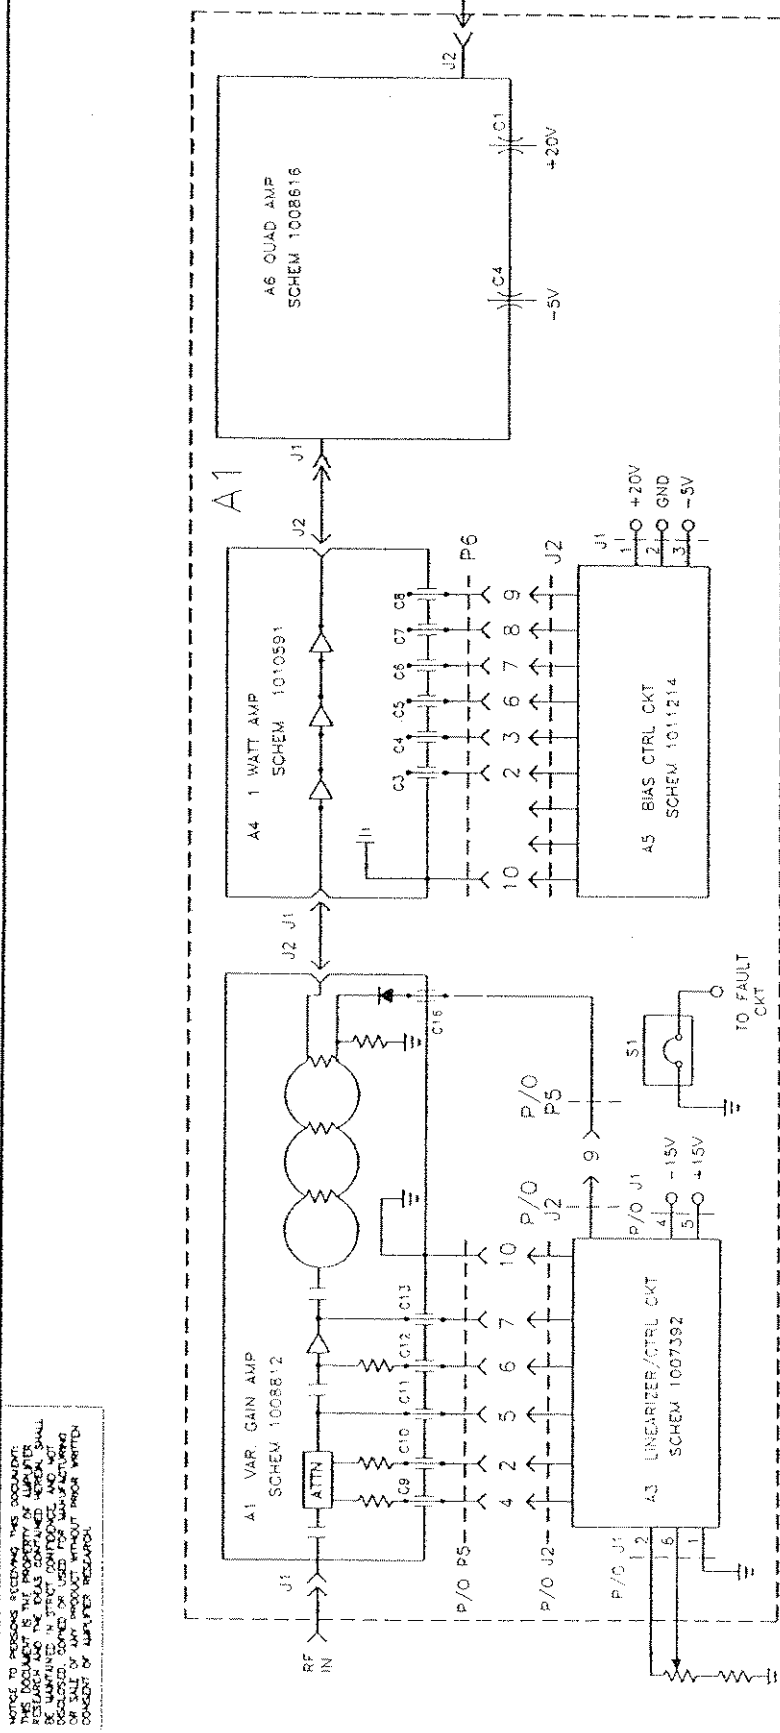 NOTICE TO PERSONS RECEIVING THIS DOCUMENT:
THIS DOCUMENT IS THE PROPERTY OF AMPLIFIER
RESEARCH AND THE IDEAS CONTAINED HEREIN, SHALL
BE MAINTAINED IN STRICT CONFIDENCE AND NOT
DISCLOSED, COPIED OR USED FOR MANUFACTURING
OR SALE OF ANY PRODUCT WITHOUT PRIOR WRITTEN
CONSENT OF AMPLIFIER RESEARCH.
RF
IN
J1
A1 VAR. GAIN AMP
SCHEM 1008812
ATTN
C9
C10
C11
C12
C13
C16
J2 J1
A4 1 WATT AMP
SCHEM 1010591
C3
C4
C5
C6
C7
C8
J2
A1
J1
A6 QUAD AMP
SCHEM 1008616
J2
C4
-5V
C1
+20V
P/O P5
P/O J2
4
2
5
6
7
10
P/O
J2
9
P/O
P5
10
2
3
6
7
8
9
P6
J2
A3 LINEARIZER/CTRL CKT
SCHEM 1007392
P/O J1
2
6
1
P/O J1
4
-15V
5
+15V
S1
TO FAULT
CKT
A5 BIAS CTRL CKT
SCHEM 1011214
J1
1
+20V
2
GND
3
-5V